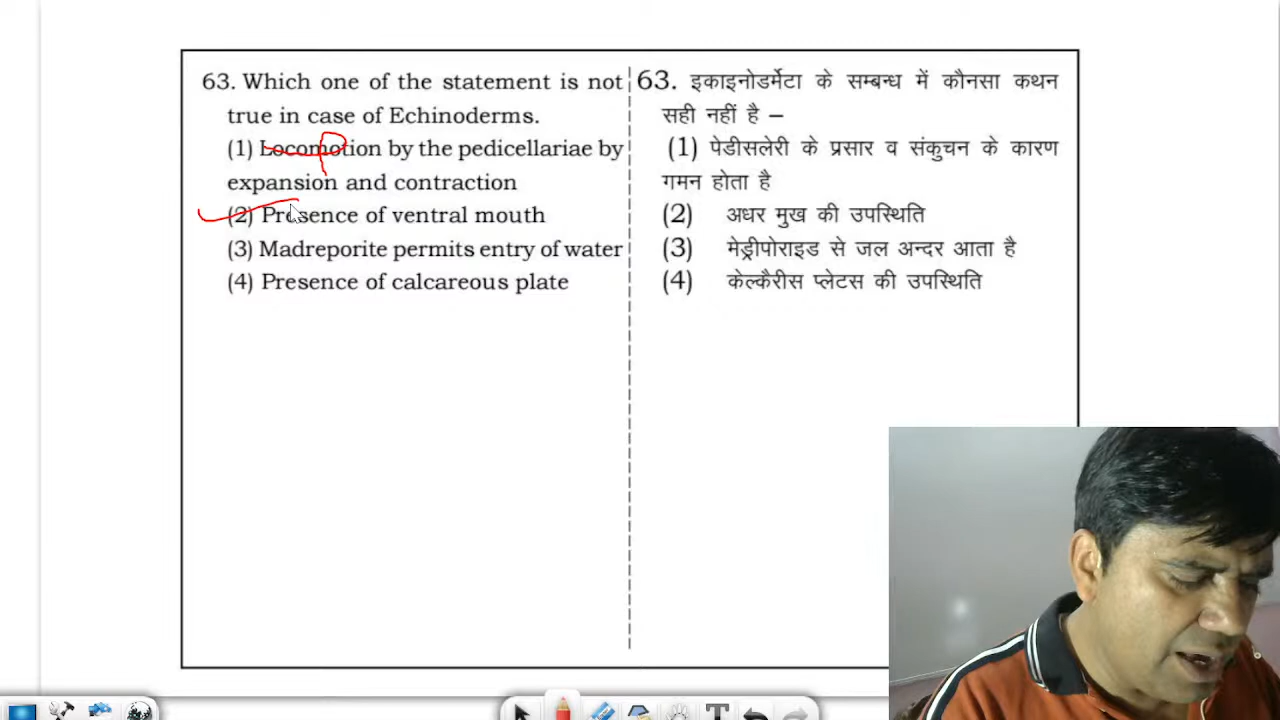 63. Which one of the statement is not
true in case of Echinoderms.
(1) Locomotion by the pedicellariae by
expansion and contraction
(2) Presence of ventral mouth
(3) Madreporite permits entry of water
(4) Presence of calcareous plate
63. इकाइनोडर्मेटा के सम्बन्ध में कौनसा कथन
सही नहीं है –
(1) पेडीसलेरी के प्रसार व संकुचन के कारण
गमन होता है
(2) अधर मुख की उपस्थिति
(3) मेड्रीपोराइड से जल अन्दर आता है
(4) केल्कैरीस प्लेटस की उपस्थिति